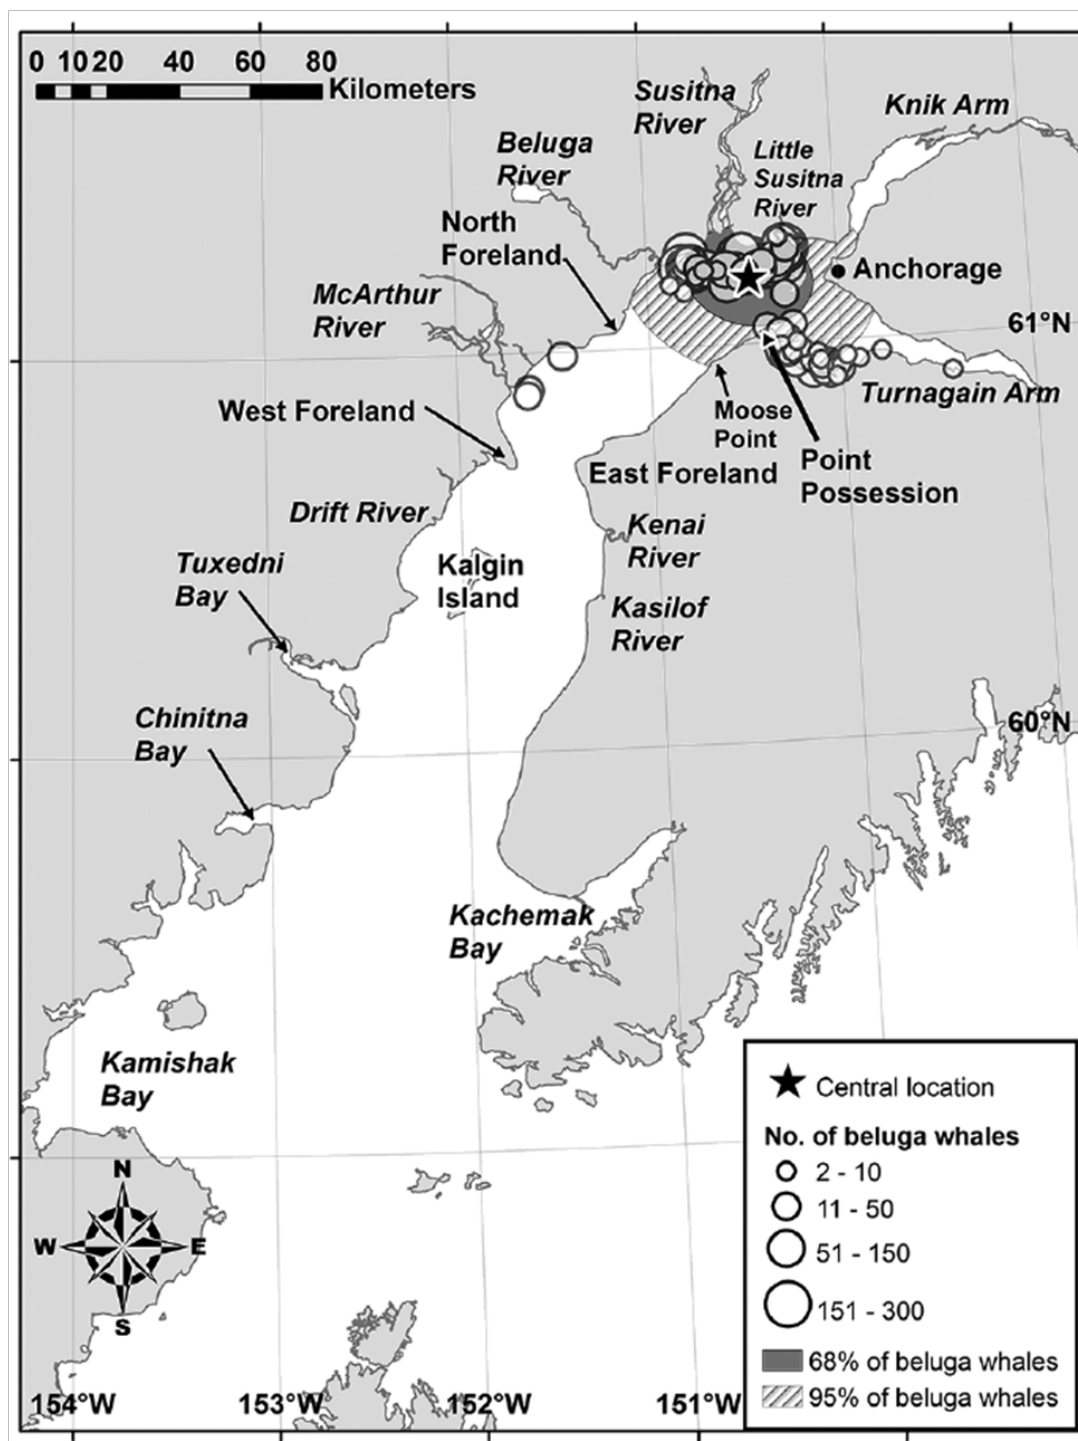 0 10 20 40 60 80
Kilometers
Susitna
River
Knik Arm
Beluga
River
Little
Susitna
River
North
Foreland
Anchorage
McArthur
River
61°N
West Foreland
Turnagain Arm
Moose
Point
Point
Possession
East Foreland
Drift River
Kenai
River
Tuxedni
Bay
Kalgin
Island
Kasilof
River
Chinitna
Bay
60°N
Kachemak
Bay
Kamishak
Bay
Central location
No. of beluga whales
2 - 10
11 - 50
51 - 150
151 - 300
68% of beluga whales
95% of beluga whales
N
W E
S
154°W 153°W 152°W 151°W